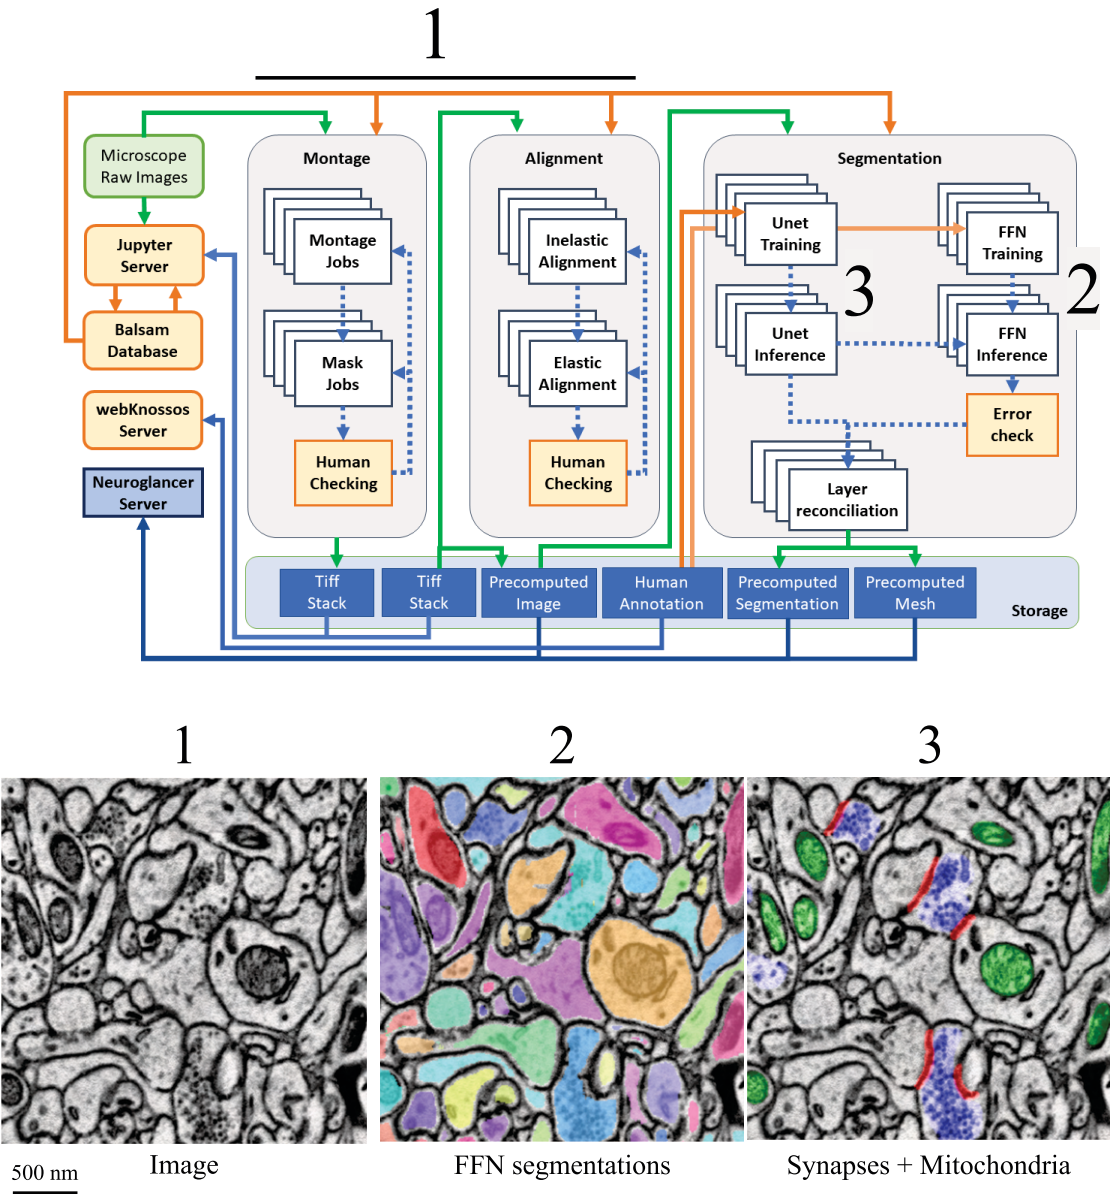 1
Microscope
Raw Images
Jupyter
Server
Balsam
Database
webKnossos
Server
Neuroglancer
Server
Montage
Montage
Jobs
Mask
Jobs
Human
Checking
Alignment
Inelastic
Alignment
Elastic
Alignment
Human
Checking
Segmentation
Unet
Training
FFN
Training
3
2
Unet
Inference
FFN
Inference
Error
check
Layer
reconciliation
Tiff
Stack
Tiff
Stack
Precomputed
Image
Human
Annotation
Precomputed
Segmentation
Precomputed
Mesh
Storage
1
2
3
500 nm
Image
FFN segmentations
Synapses + Mitochondria